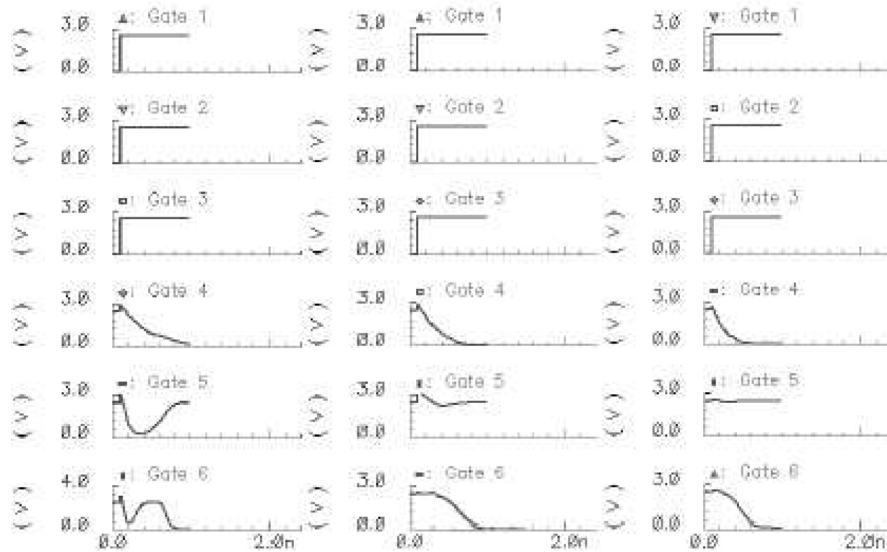 3.0 Gate 1 3.0 Gate 1 3.0 Gate 1
(V) 0.0 (V) 0.0 (V) 0.0
3.0 Gate 2 3.0 Gate 2 3.0 Gate 2
(V) 0.0 (V) 0.0 (V) 0.0
3.0 Gate 3 3.0 Gate 3 3.0 Gate 3
(V) 0.0 (V) 0.0 (V) 0.0
3.0 Gate 4 3.0 Gate 4 3.0 Gate 4
(V) 0.0 (V) 0.0 (V) 0.0
3.0 Gate 5 3.0 Gate 5 3.0 Gate 5
(V) 0.0 (V) 0.0 (V) 0.0
4.0 Gate 6 3.0 Gate 6 3.0 Gate 6
(V) 0.0 (V) 0.0 (V) 0.0
0.0 2.0n 0.0 2.0n 0.0 2.0n